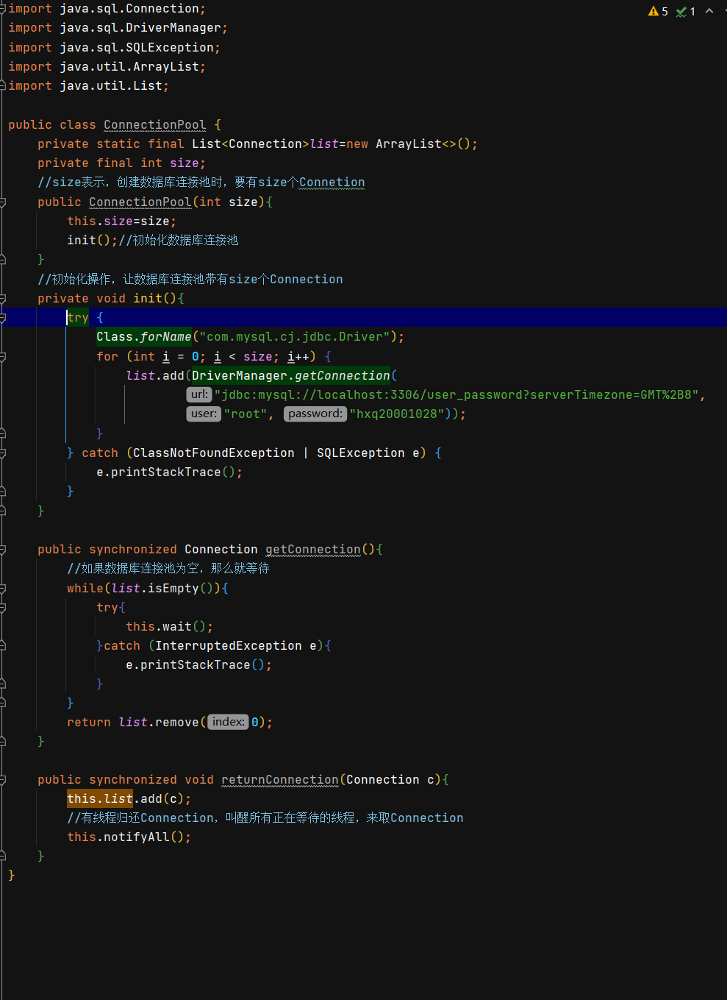 import java.sql.Connection;
import java.sql.DriverManager;
import java.sql.SQLException;
import java.util.ArrayList;
import java.util.List;
5 1
public class ConnectionPool {
private static final List<Connection>list=new ArrayList<>();
private final int size;
//size表示，创建数据库连接池时，要有size个Connetion
public ConnectionPool(int size){
this.size=size;
init();//初始化数据库连接池
}
//初始化操作，让数据库连接池带有size个Connection
private void init(){
try {
Class.forName("com.mysql.cj.jdbc.Driver");
for (int i = 0; i < size; i++) {
list.add(DriverManager.getConnection(
url: "jdbc:mysql://localhost:3306/user_password?serverTimezone=GMT%2B8",
user: "root", password: "hxq20001028"));
}
} catch (ClassNotFoundException | SQLException e) {
e.printStackTrace();
}
}
public synchronized Connection getConnection(){
//如果数据库连接池为空，那么就等待
while(list.isEmpty()){
try{
this.wait();
}catch (InterruptedException e){
e.printStackTrace();
}
}
return list.remove(index: 0);
}
public synchronized void returnConnection(Connection c){
this.list.add(c);
//有线程归还Connection，叫醒所有正在等待的线程，来取Connection
this.notifyAll();
}
}